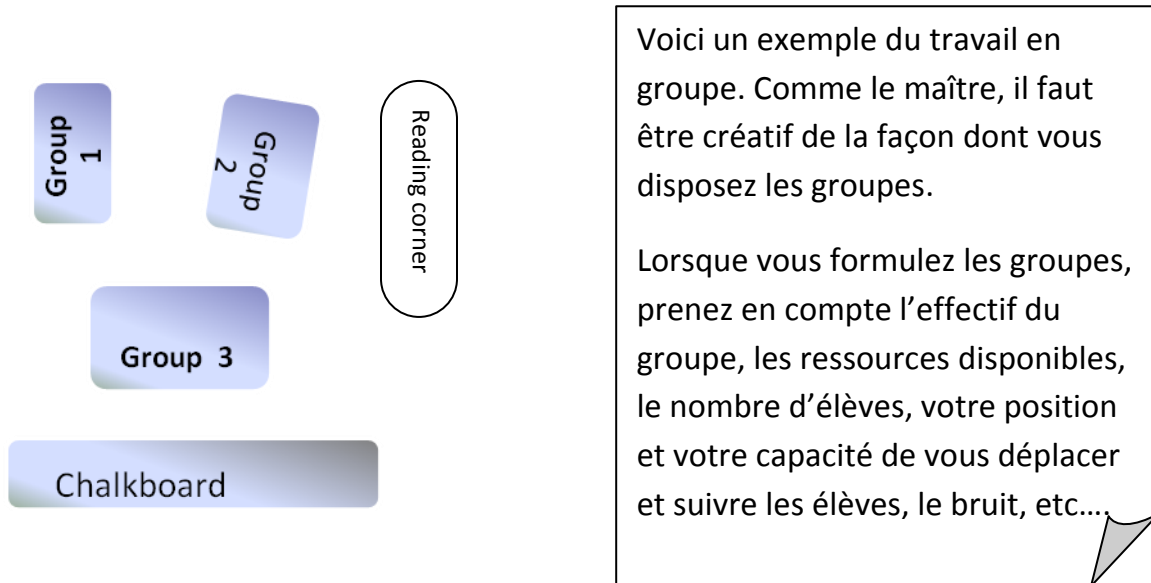 Group
1
Group
2
Reading corner
Group 3
Chalkboard
Voici un exemple du travail en
groupe. Comme le maître, il faut
être créatif de la façon dont vous
disposez les groupes.
Lorsque vous formulez les groupes,
prenez en compte l’effectif du
groupe, les ressources disponibles,
le nombre d’élèves, votre position
et votre capacité de vous déplacer
et suivre les élèves, le bruit, etc….